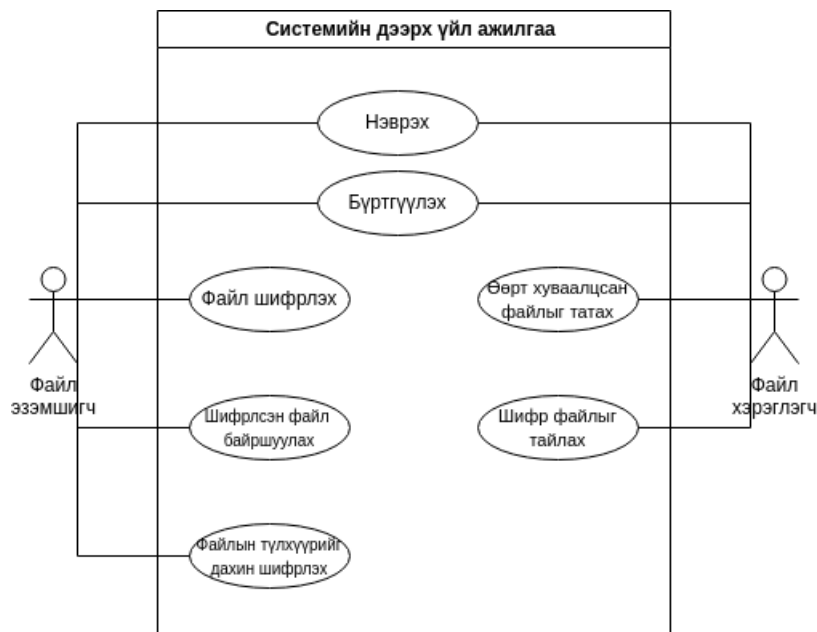 Системийн дээрх үйл ажилгаа
Нэврэх
Бүртгүүлэх
Файл шифрлэх
Өөрт хуваалцсан
файлыг татах
Файл
эзэмшигч
Файл
хэрэглэгч
Шифрлсэн файл
байршуулах
Шифр файлыг
тайлах
Файлын түлхүүрийг
дахин шифрлэх